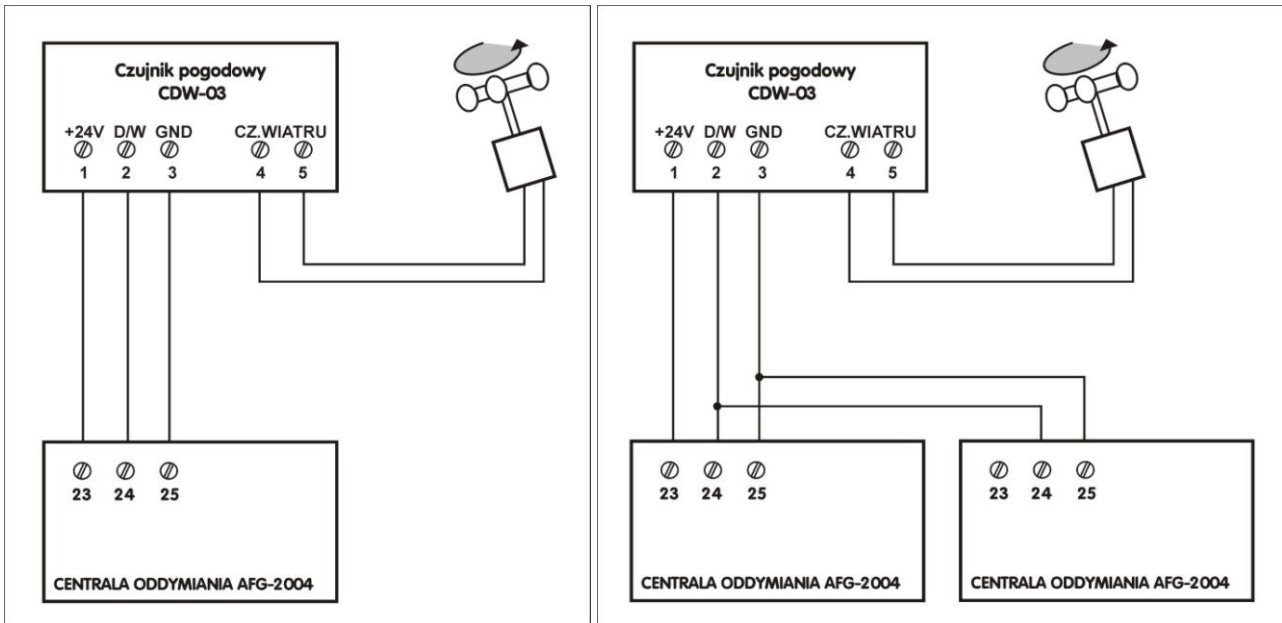 Czujnik pogodowy
CDW-03
+24V D/W GND CZ.WIATRU
1 2 3 4 5
23 24 25
CENTRALA ODDYMIANIA AFG-2004
Czujnik pogodowy
CDW-03
+24V D/W GND CZ.WIATRU
1 2 3 4 5
23 24 25
CENTRALA ODDYMIANIA AFG-2004
23 24 25
CENTRALA ODDYMIANIA AFG-2004